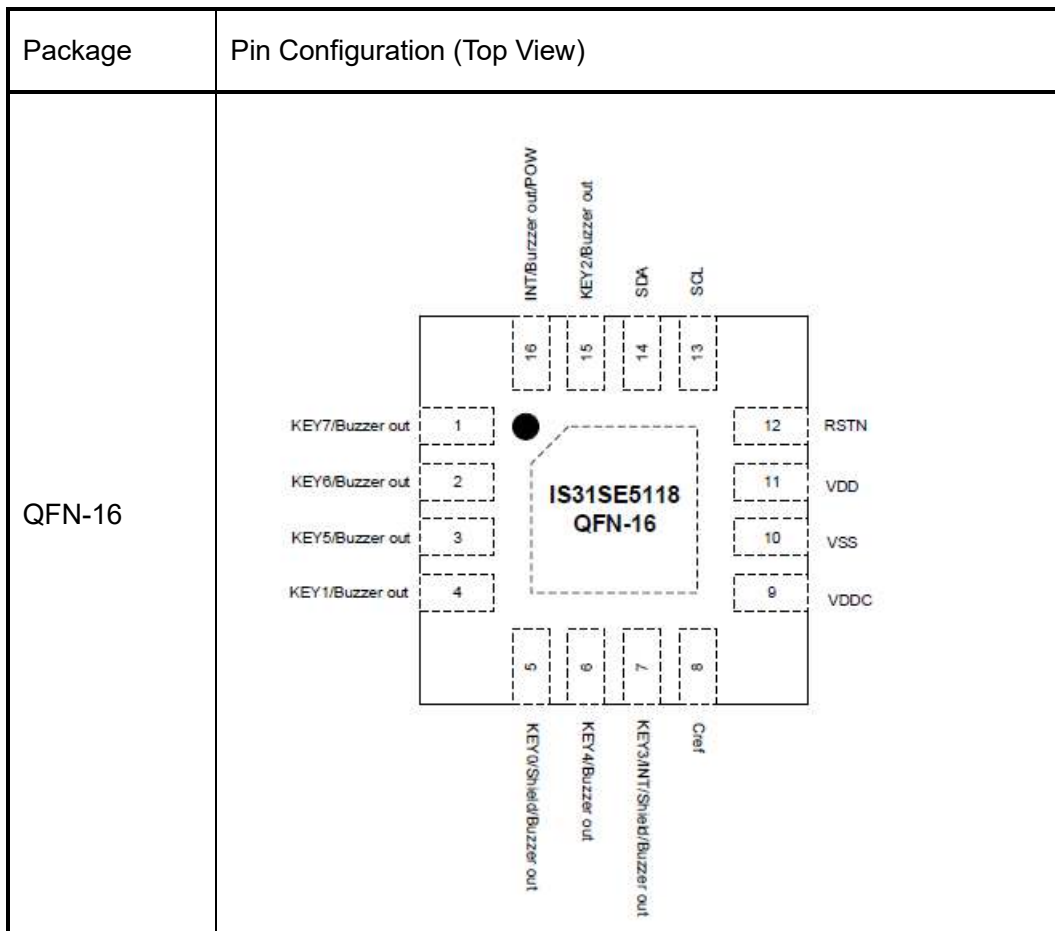 Package
Pin Configuration (Top View)
QFN-16
INT/Burzzer out/POW
KEY2/Buzzer out
SDA
SCL
16
15
14
13
KEY7/Buzzer out
1
12
RSTN
KEY6/Buzzer out
2
11
VDD
KEY5/Buzzer out
3
10
VSS
KEY1/Buzzer out
4
9
VDDC
IS31SE5118
QFN-16
5
6
7
8
KEY0/Shield/Buzzer out
KEY4/Buzzer out
KEY3/INT/Shield/Buzzer out
Cref